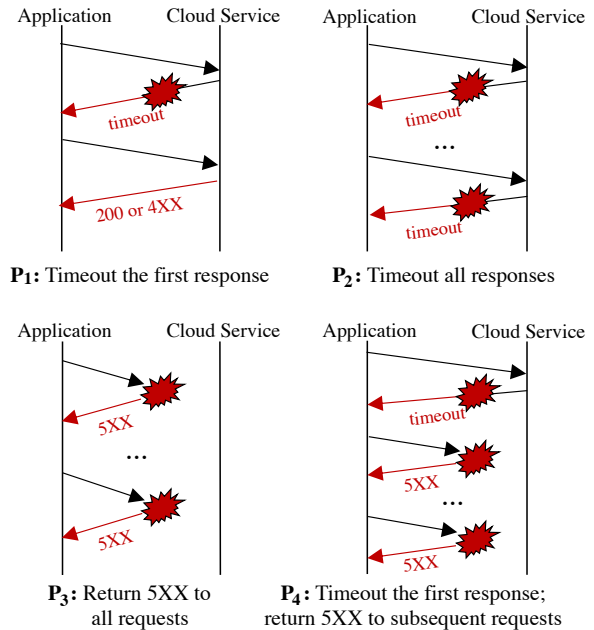 Application Cloud Service
timeout
200 or 4XX
P1: Timeout the first response
Application Cloud Service
timeout
...
timeout
P2: Timeout all responses
Application Cloud Service
5XX
...
5XX
P3: Return 5XX to
all requests
Application Cloud Service
timeout
5XX
...
5XX
P4: Timeout the first response;
return 5XX to subsequent requests